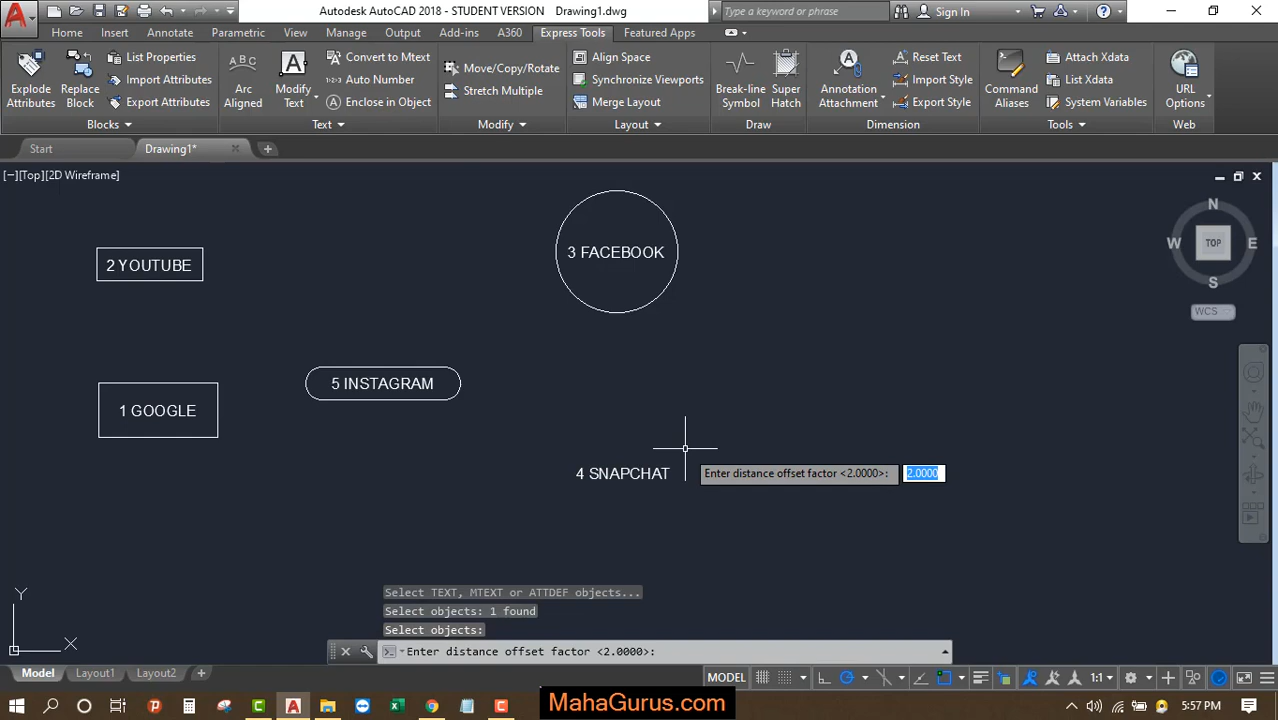 Autodesk AutoCAD 2018 - STUDENT VERSION Drawing1.dwg
Type a keyword or phrase
Sign In
Home Insert Annotate Parametric View Manage Output Add-ins A360 Express Tools Featured Apps
Explode Attributes
Replace Block
List Properties
Import Attributes
Export Attributes
Blocks
Arc Aligned
Modify Text
Convert to Mtext
Auto Number
Enclose in Object
Text
Move/Copy/Rotate
Stretch Multiple
Modify
Align Space
Synchronize Viewports
Merge Layout
Layout
Break-line Symbol
Super Hatch
Draw
Annotation Attachment
Reset Text
Import Style
Export Style
Dimension
Command Aliases
Attach Xdata
List Xdata
System Variables
Tools
URL Options
Web
Start Drawing1*
[−][Top][2D Wireframe]
N
W TOP E
S
WCS
3 FACEBOOK
2 YOUTUBE
5 INSTAGRAM
1 GOOGLE
4 SNAPCHAT
Enter distance offset factor <2.0000>: 2.0000
Select TEXT, MTEXT or ATTDEF objects...
Select objects: 1 found
Select objects:
Enter distance offset factor <2.0000>:
Y
X
Model Layout1 Layout2
MODEL
1:1
MahaGurus.com
5:57 PM